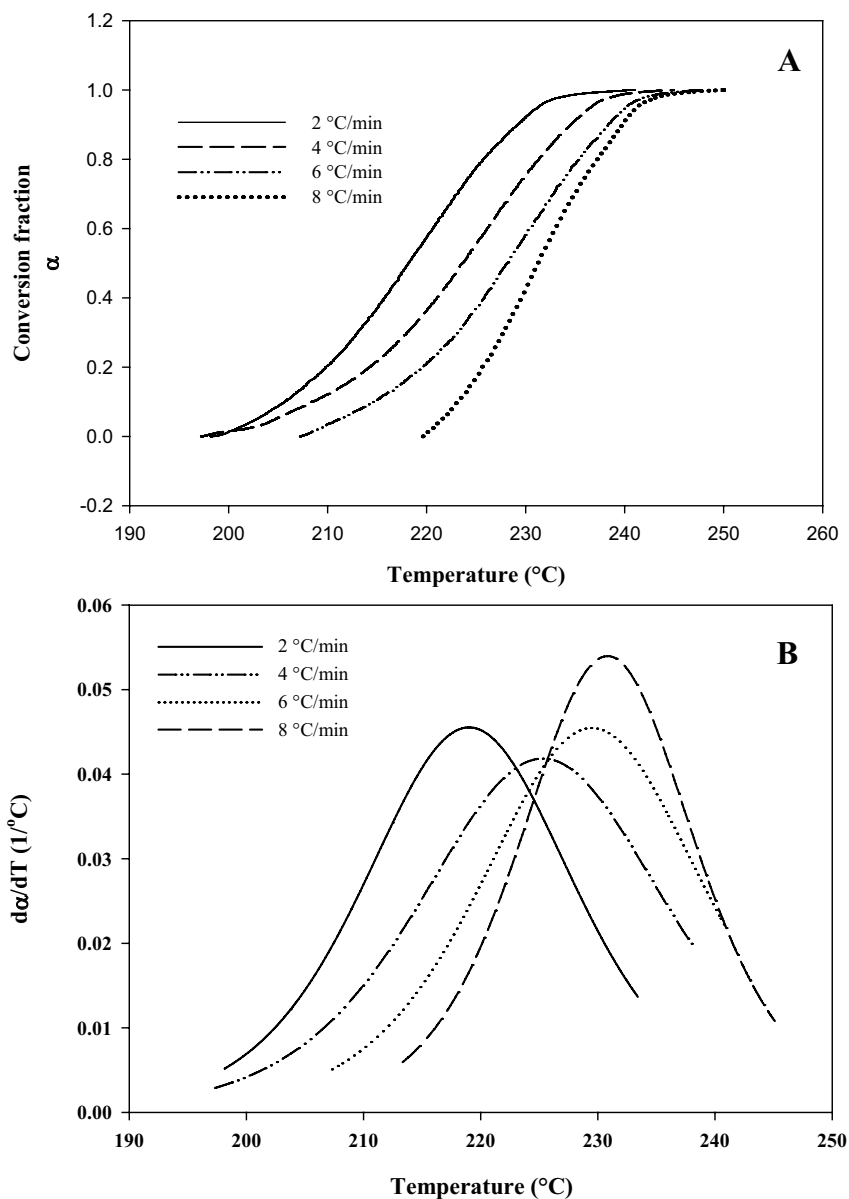 1.2
A
1.0
2 °C/min
4 °C/min
6 °C/min
8 °C/min
0.8
0.6
0.4
0.2
0.0
-0.2
Conversion fraction
α
190 200 210 220 230 240 250 260
Temperature (°C)
0.06
B
2 °C/min
4 °C/min
6 °C/min
8 °C/min
0.05
0.04
0.03
0.02
0.01
0.00
dα/dT (1/°C)
190 200 210 220 230 240 250
Temperature (°C)